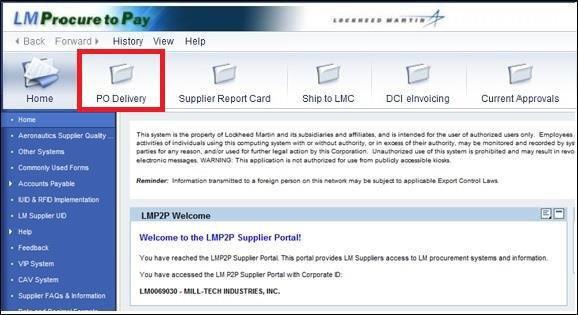 LM Procure to Pay
LOCKHEED MARTIN
Back Forward History View Help
Home
PO Delivery
Supplier Report Card
Ship to LMC
DCI eInvoicing
Current Approvals
Home
Aeronautics Supplier Quality ...
Other Systems
Commonly Used Forms
Accounts Payable
IUID & RFID Implementation
LM Supplier UID
Help
Feedback
VIP System
CAV System
Supplier FAQs & Information
Date and Decimal Formats
This system is the property of Lockheed Martin and its subsidiaries and affiliates, and is intended for the user of authorized users only. Employees
activities of individuals using this computing system with or without authority, or in excess of their authority, may be monitored and recorded by sys
parties for any reason, and/or used for further legal action by this Corporation. Unauthorized use of this system is prohibited and may result in revo
electronic messages. WARNING: This application is not authorized for use from publicly accessible kiosks.
Reminder: Information transmitted to a foreign person on this network may be subject to applicable Export Control Laws.
LMP2P Welcome
Welcome to the LMP2P Supplier Portal!
You have reached the LMP2P Supplier Portal. This portal provides LM Suppliers access to LM procurement systems and information.
You have accessed the LM P2P Supplier Portal with Corporate ID:
LM0069030 - MILL-TECH INDUSTRIES, INC.